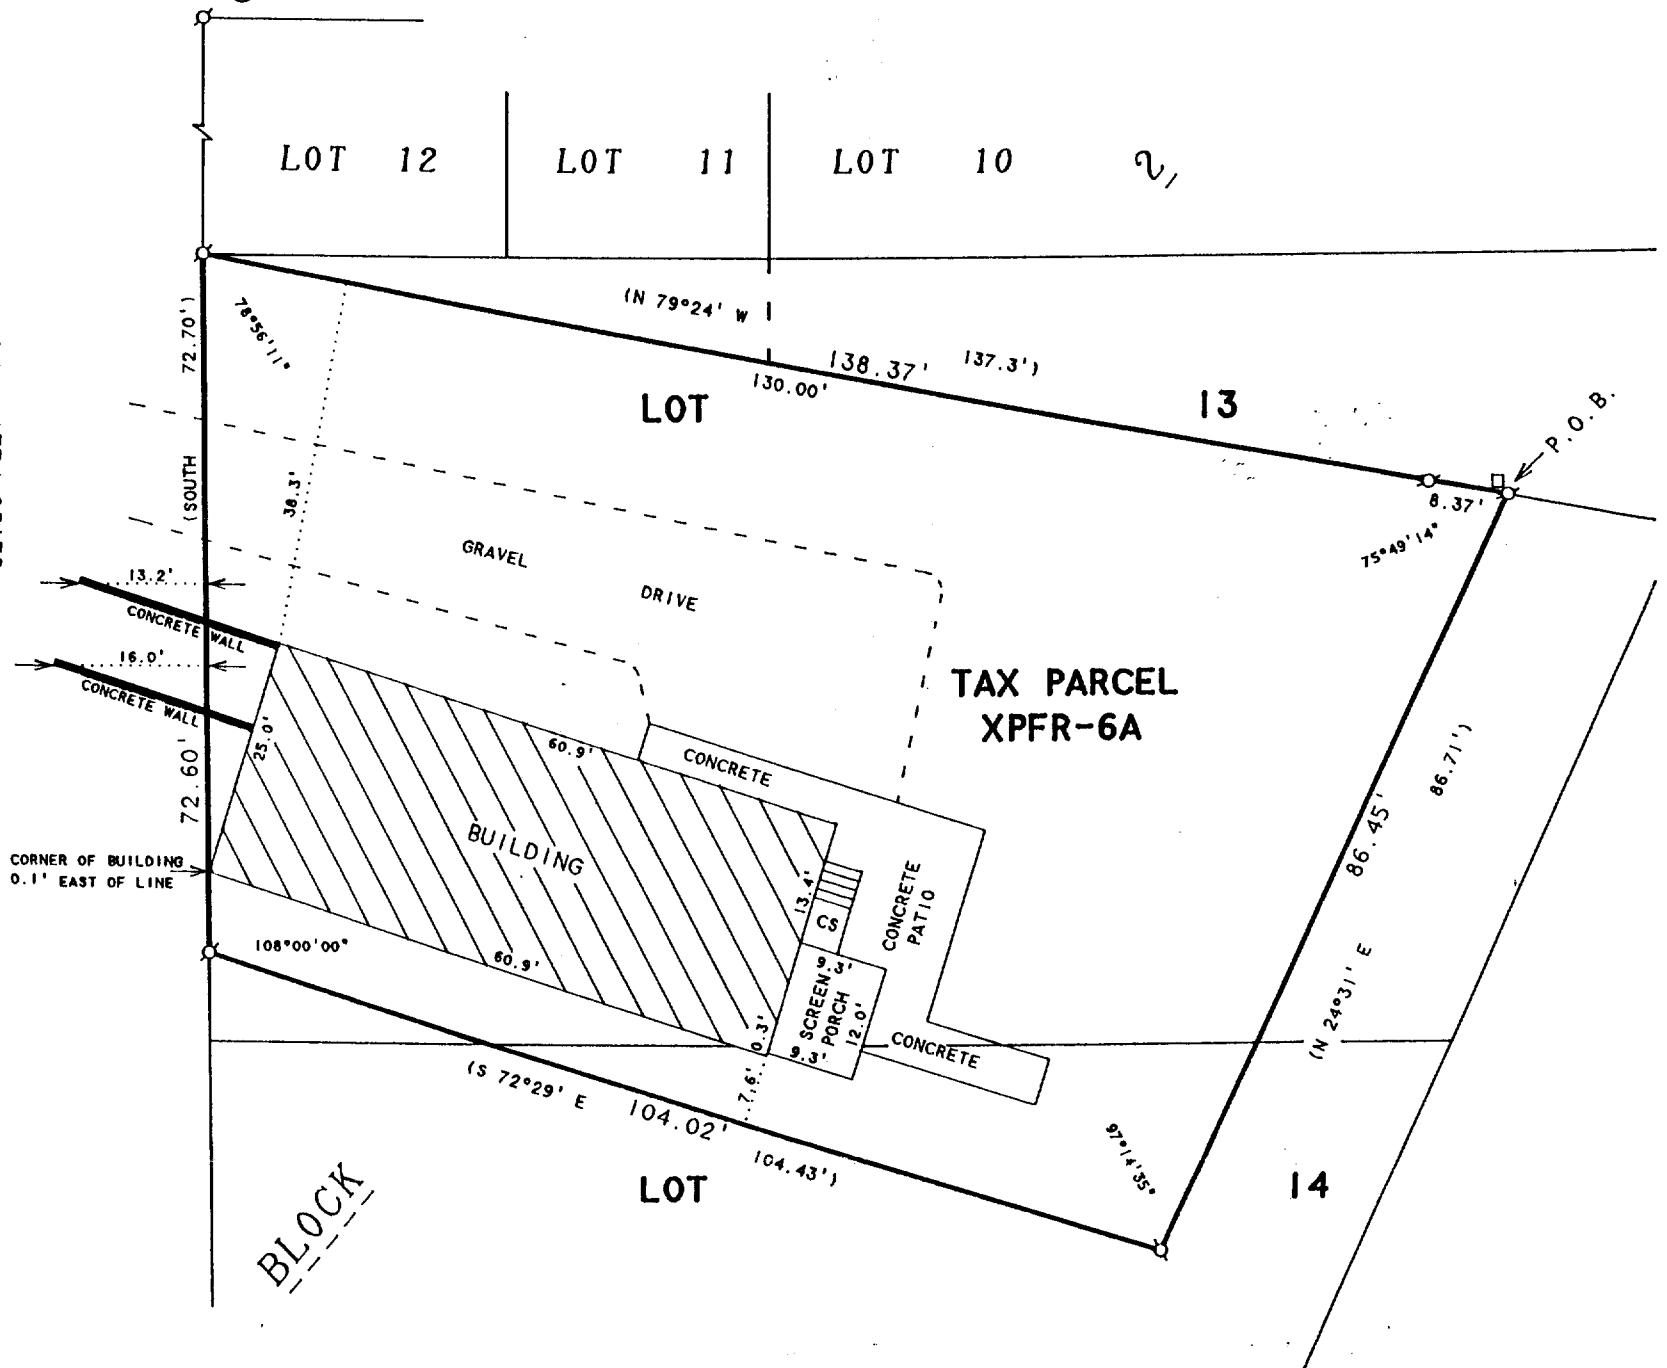 LOT 12
LOT 11
LOT 10
(N 79°24' W
137.3')
138.37'
130.00'
72.70')
78°56'11"
LOT
13
P.O.B.
8.37'
75°49'14"
(SOUTH
38.3'
GRAVEL
DRIVE
13.2'
CONCRETE WALL
16.0'
CONCRETE WALL
TAX PARCEL
XPFR-6A
25.0'
60.9'
CONCRETE
72.60'
86.71')
86.45'
BUILDING
CORNER OF BUILDING
0.1' EAST OF LINE
13.4'
CS
CONCRETE
PATIO
108°00'00"
60.9'
9.3'
SCREEN
PORCH
12.0'
0.3'
9.3'
CONCRETE
(N 24°31' E
7.6'
(S 72°29' E
104.02'
104.43')
97°14'35"
LOT
14
BLOCK